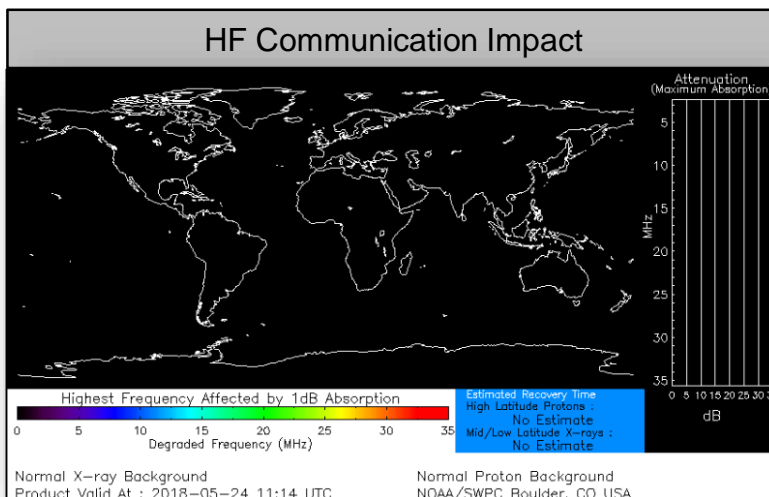 HF Communication Impact
Attenuation
(Maximum Absorption)
5
10
15
20
25
30
35
MHz
0 5 10 15 20 25 30
dB
Highest Frequency Affected by 1dB Absorption
0 5 10 15 20 25 30 35
Degraded Frequency (MHz)
Estimated Recovery Time
High Latitude Protons :
No Estimate
Mid/Low Latitude X-rays :
No Estimate
Normal X-ray Background
Normal Proton Background
Product Valid At : 2018-05-24 11:14 UTC
NOAA/SWPC Boulder, CO USA